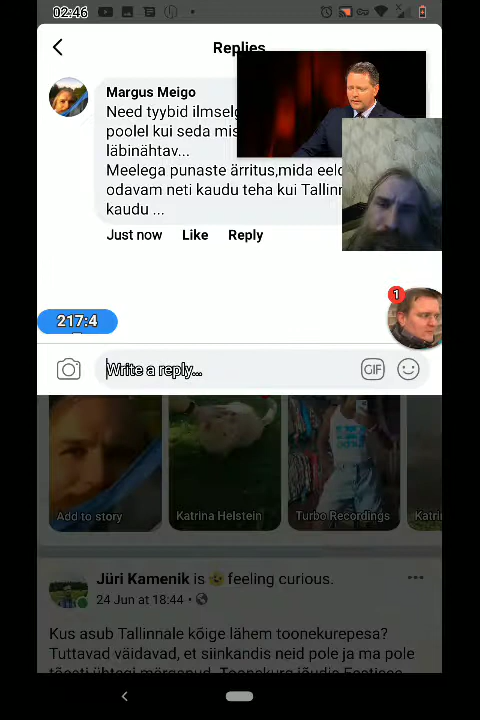 02:46
Replies
Margus Meigo
Need tyybid ilmselg
poolel kui seda mis
läbinähtav...
Meelega punaste ärritus,mida eeld
odavam neti kaudu teha kui Tallinn
kaudu ...
Just now Like Reply
1
217:4
Write a reply...
GIF
Add to story
Katrina Helstein
Turbo Recordings
Katri
Jüri Kamenik is feeling curious.
24 Jun at 18:44
Kus asub Tallinnale kõige lähem toonekurepesa?
Tuttavad väidavad, et siinkandis neid pole ja ma pole